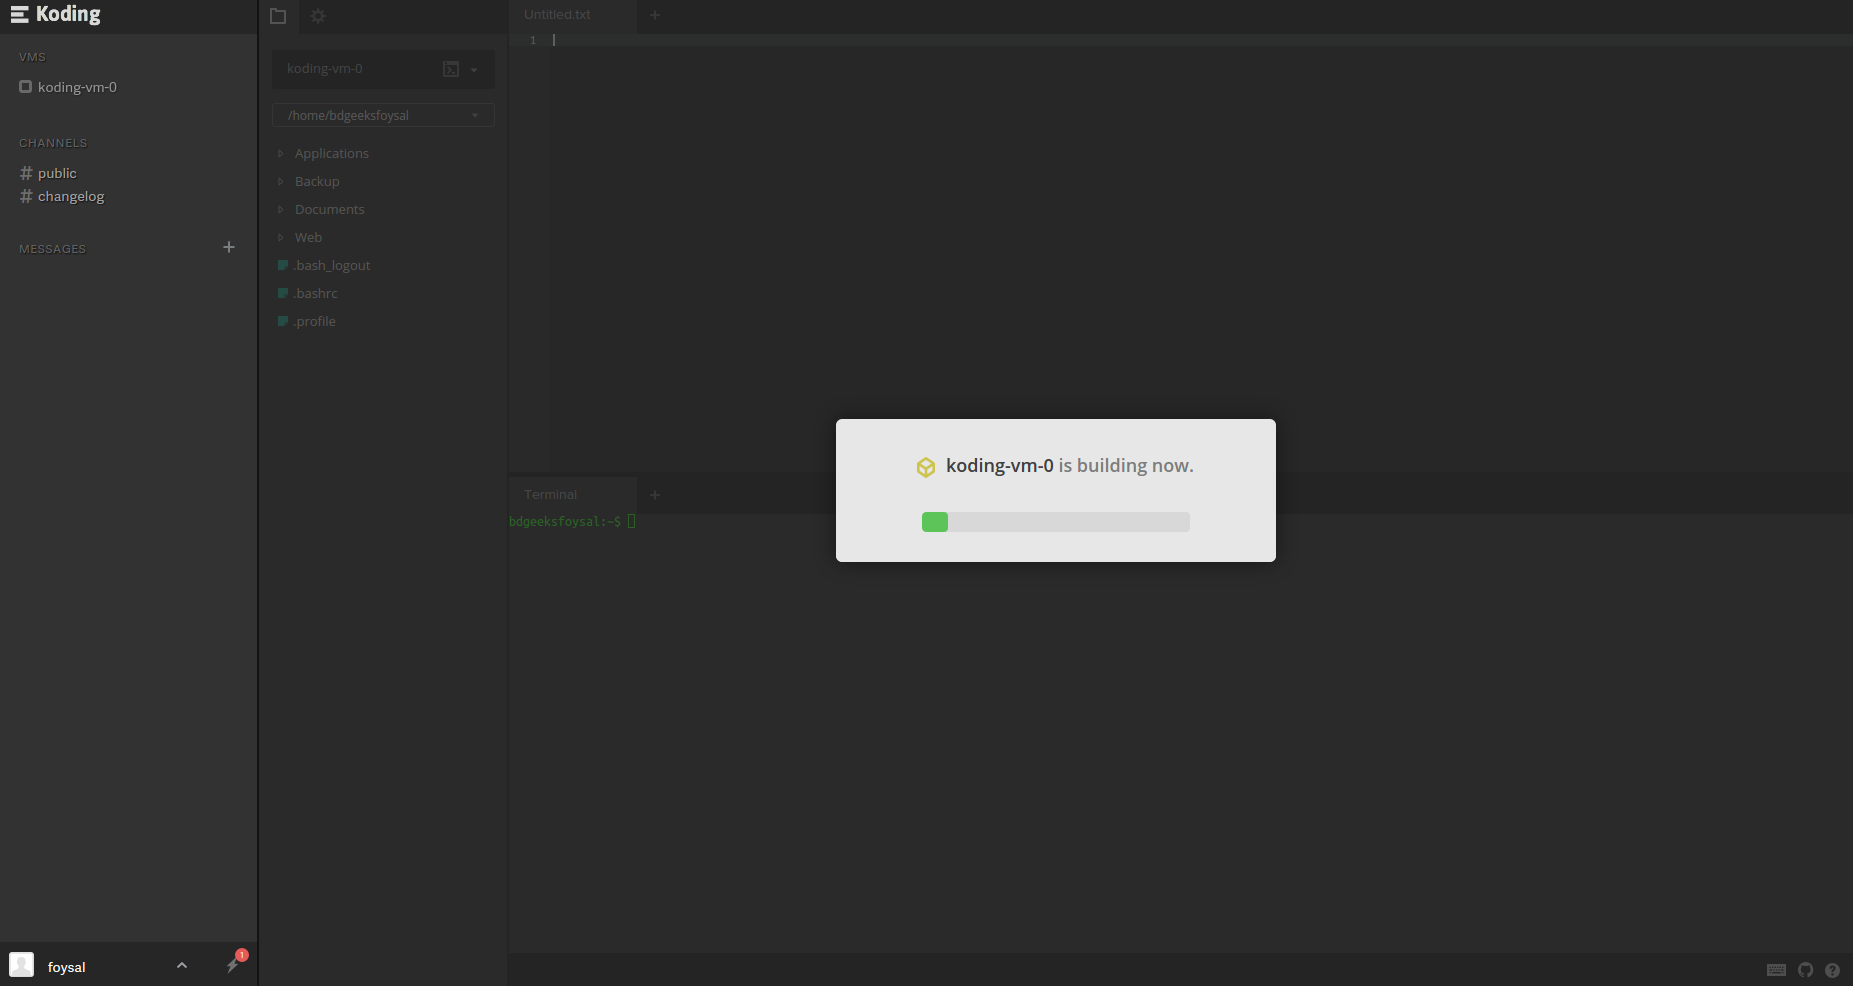 Koding
VMS
koding-vm-0
CHANNELS
# public
# changelog
MESSAGES +
foysal
1
koding-vm-0
/home/bdgeeksfoysal
Applications
Backup
Documents
Web
.bash_logout
.bashrc
.profile
Untitled.txt +
1
koding-vm-0 is building now.
Terminal +
bdgeeksfoysal:~$
?